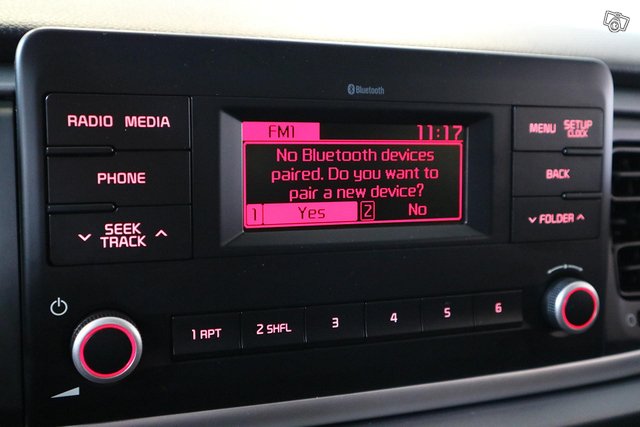 Bluetooth
RADIO MEDIA
PHONE
SEEK
TRACK
FM1 11:17
No Bluetooth devices
paired. Do you want to
pair a new device?
1 Yes 2 No
MENU SETUP
CLOCK
BACK
FOLDER
1 RPT 2 SHFL 3 4 5 6